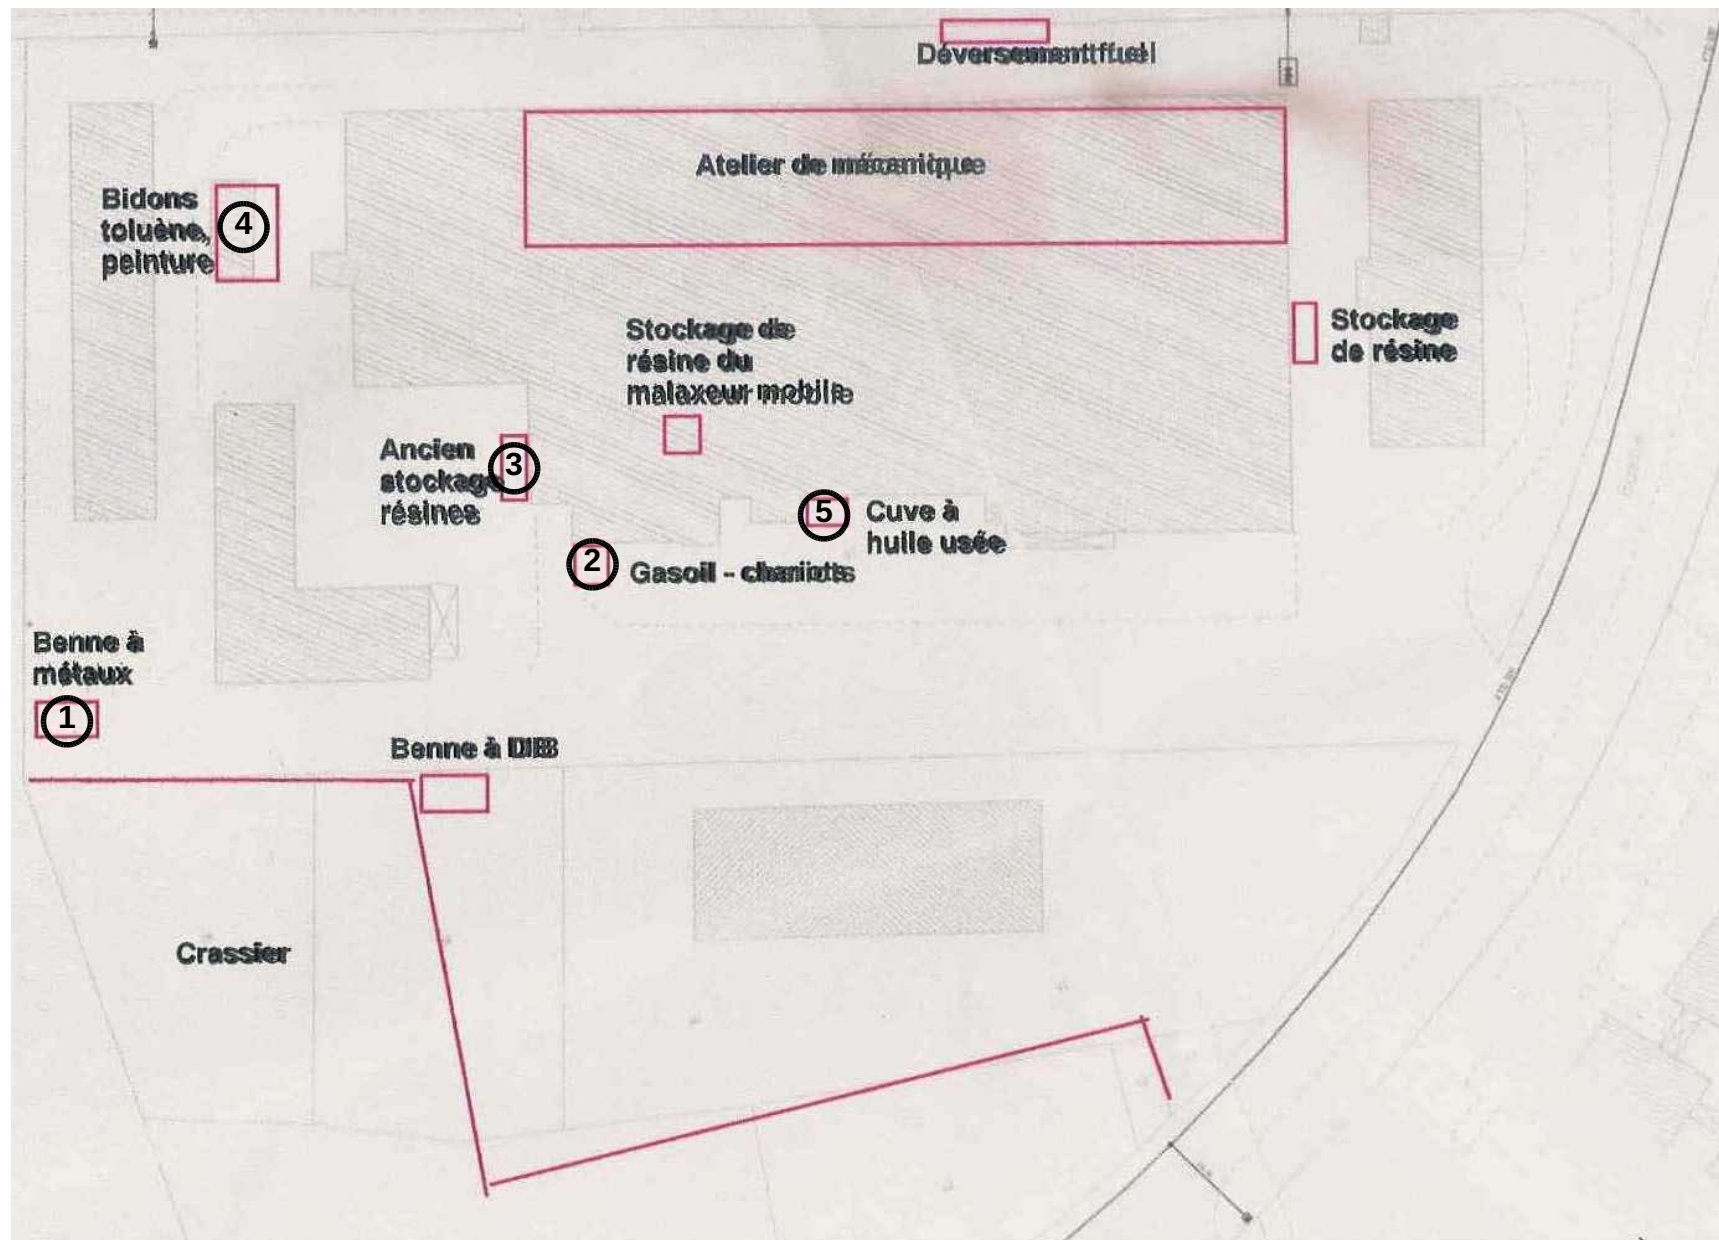 Déversement fuel
Atelier de mécanique
Bidons
toluène,
peinture
4
Stockage de
résine du
malaxeur mobile
Stockage
de résine
Ancien
stockage
résines
3
5
Cuve à
huile usée
2
Gasoil - chariots
Benne à
métaux
1
Benne à DIB
Crassier